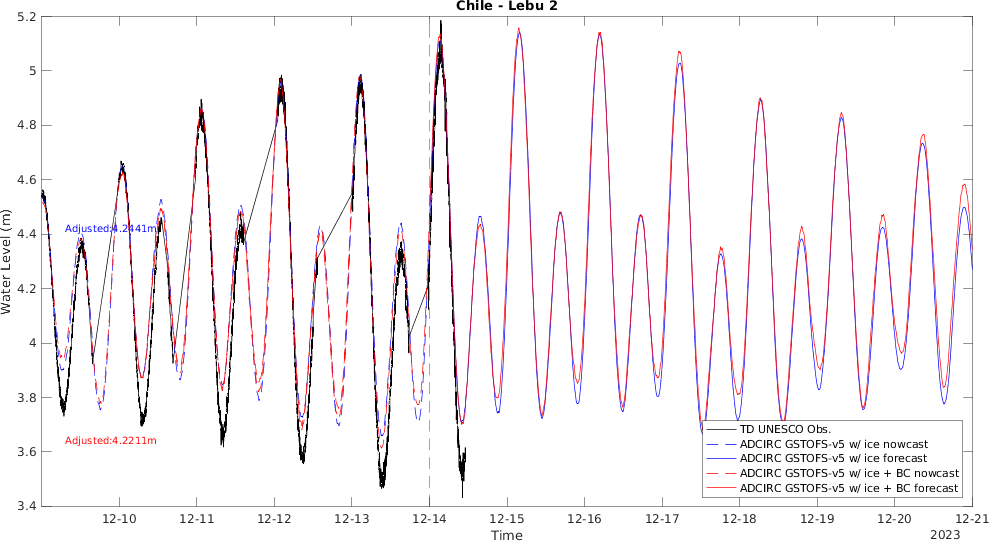 Chile - Lebu 2
5.2
5
4.8
4.6
4.4
4.2
4
3.8
3.6
3.4
Water Level (m)
Adjusted:4.2441m
Adjusted:4.2211m
TD UNESCO Obs.
ADCIRC GSTOFS-v5 w/ ice nowcast
ADCIRC GSTOFS-v5 w/ ice forecast
ADCIRC GSTOFS-v5 w/ ice + BC nowcast
ADCIRC GSTOFS-v5 w/ ice + BC forecast
12-10 12-11 12-12 12-13 12-14 12-15 12-16 12-17 12-18 12-19 12-20 12-21
Time
2023